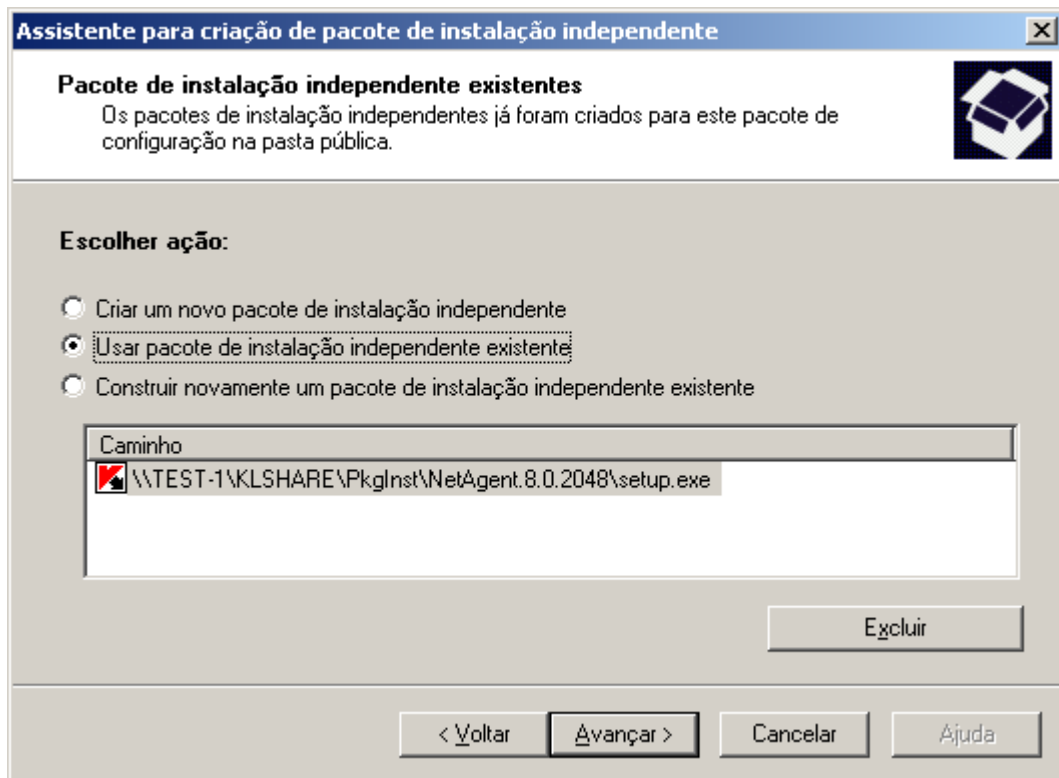 Assistente para criação de pacote de instalação independente
Pacote de instalação independente existentes
Os pacotes de instalação independentes já foram criados para este pacote de
configuração na pasta pública.
Escolher ação:
Criar um novo pacote de instalação independente
Usar pacote de instalação independente existente
Construir novamente um pacote de instalação independente existente
Caminho
\\TEST-1\KLSHARE\PkgInst\NetAgent.8.0.2048\setup.exe
Excluir
< Voltar Avançar > Cancelar Ajuda